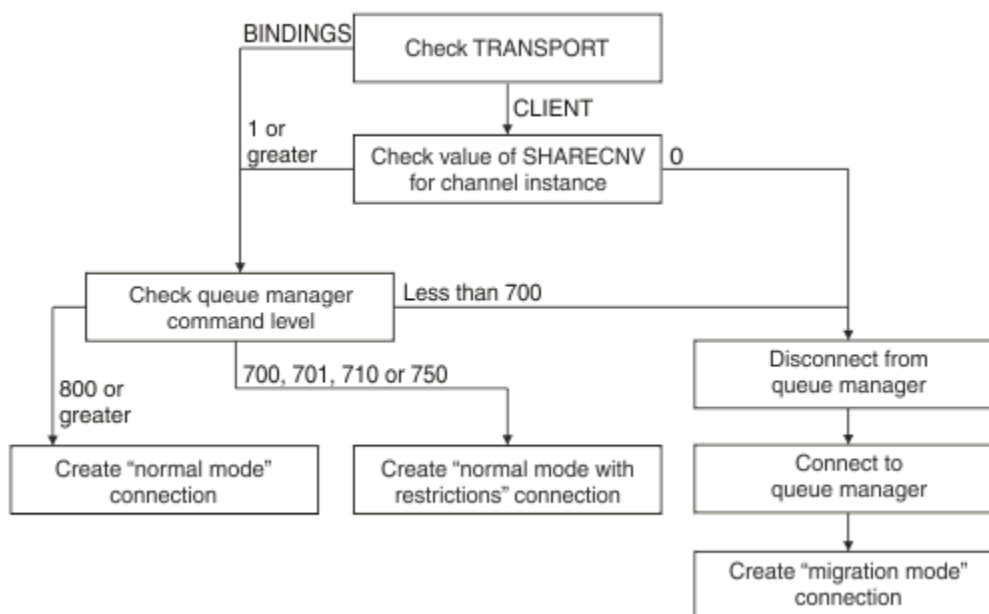 BINDINGS
Check TRANSPORT
CLIENT
1 or
greater
Check value of SHARECNV
for channel instance
0
Check queue manager
command level
Less than 700
Disconnect from
queue manager
800 or
greater
700, 701, 710 or 750
Create “normal mode”
connection
Create “normal mode with
restrictions” connection
Connect to
queue manager
Create “migration mode”
connection